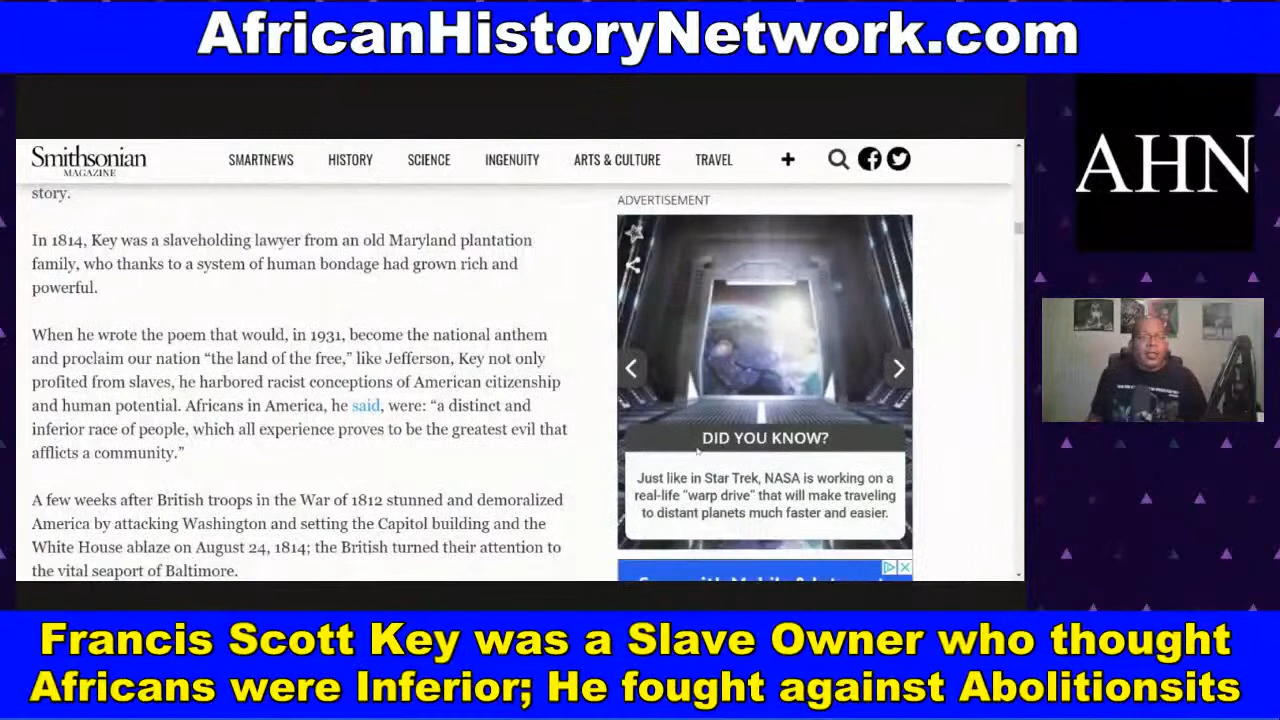 AfricanHistoryNetwork.com
AHN
Smithsonian
MAGAZINE
SMARTNEWS HISTORY SCIENCE INGENUITY ARTS & CULTURE TRAVEL
story.
In 1814, Key was a slaveholding lawyer from an old Maryland plantation
family, who thanks to a system of human bondage had grown rich and
powerful.
When he wrote the poem that would, in 1931, become the national anthem
and proclaim our nation “the land of the free,” like Jefferson, Key not only
profited from slaves, he harbored racist conceptions of American citizenship
and human potential. Africans in America, he said, were: “a distinct and
inferior race of people, which all experience proves to be the greatest evil that
afflicts a community.”
A few weeks after British troops in the War of 1812 stunned and demoralized
America by attacking Washington and setting the Capitol building and the
White House ablaze on August 24, 1814; the British turned their attention to
the vital seaport of Baltimore.
ADVERTISEMENT
DID YOU KNOW?
Just like in Star Trek, NASA is working on a
real-life “warp drive” that will make traveling
to distant planets much faster and easier.
Francis Scott Key was a Slave Owner who thought
Africans were Inferior; He fought against Abolitionsits